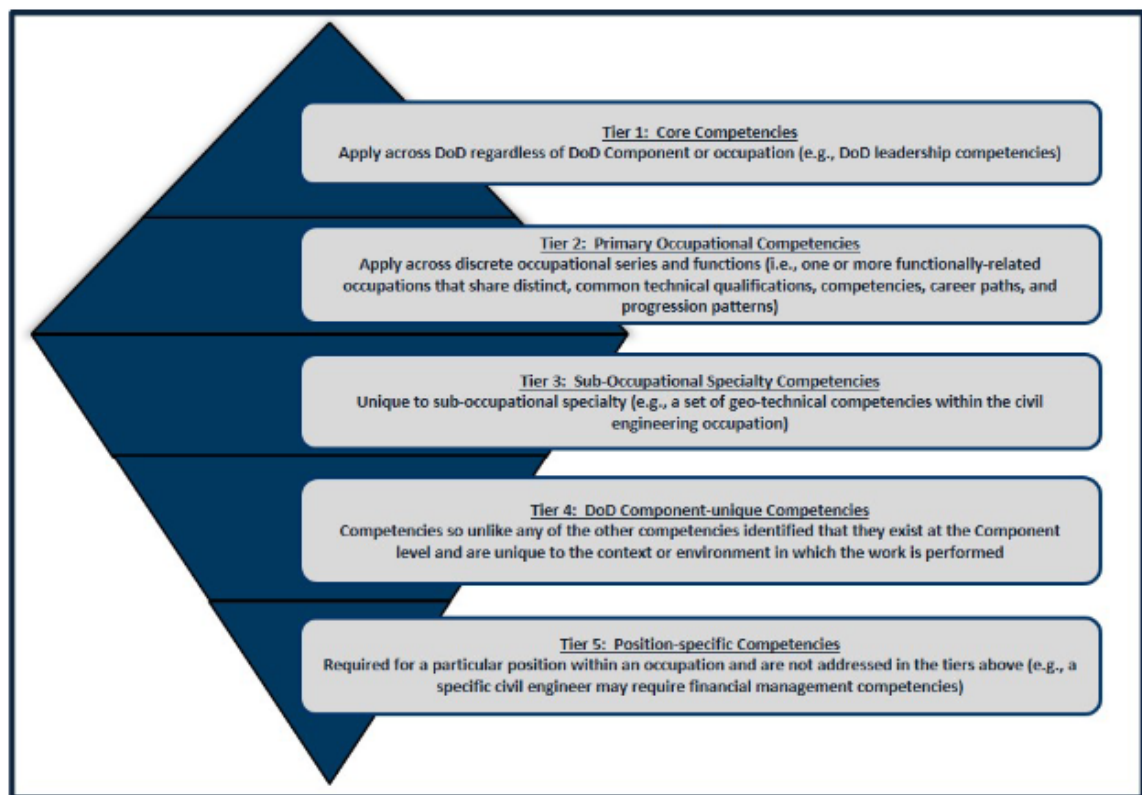 Tier 1:  Core Competencies
Apply across DoD regardless of DoD Component or occupation (e.g., DoD leadership competencies)
Tier 2:  Primary Occupational Competencies
Apply across discrete occupational series and functions (i.e., one or more functionally-related
occupations that share distinct, common technical qualifications, competencies, career paths, and
progression patterns)
Tier 3:  Sub-Occupational Specialty Competencies
Unique to sub-occupational specialty (e.g., a set of geo-technical competencies within the civil
engineering occupation)
Tier 4:  DoD Component-unique Competencies
Competencies so unlike any of the other competencies identified that they exist at the Component
level and are unique to the context or environment in which the work is performed
Tier 5:  Position-specific Competencies
Required for a particular position within an occupation and are not addressed in the tiers above (e.g., a
specific civil engineer may require financial management competencies)